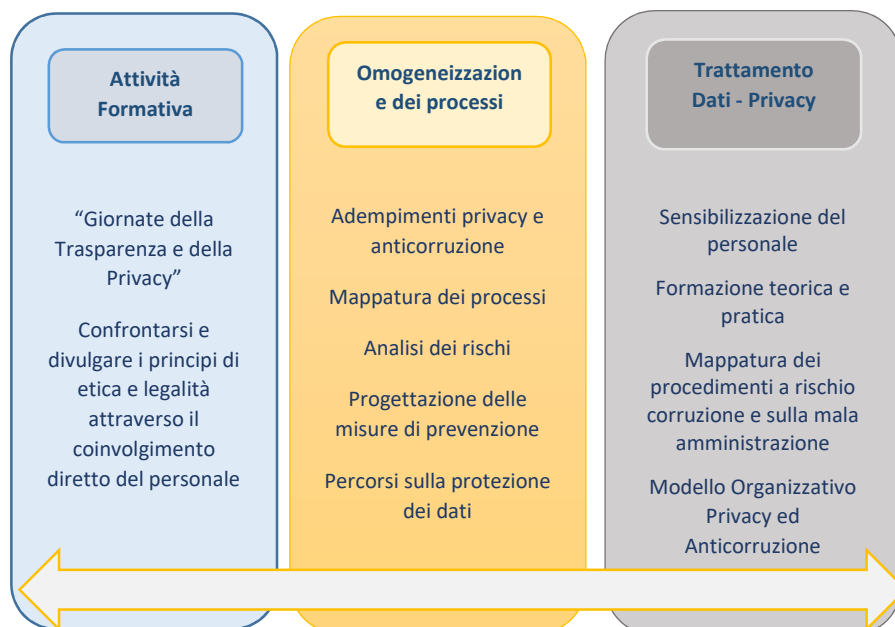 Attività
Formativa
“Giornate della
Trasparenza e della
Privacy”
Confrontarsi e
divulgare i principi di
etica e legalità
attraverso il
coinvolgimento
diretto del personale
Omogeneizzazion
e dei processi
Adempimenti privacy e
anticorruzione
Mappatura dei processi
Analisi dei rischi
Progettazione delle
misure di prevenzione
Percorsi sulla protezione
dei dati
Trattamento
Dati - Privacy
Sensibilizzazione del
personale
Formazione teorica e
pratica
Mappatura dei
procedimenti a rischio
corruzione e sulla mala
amministrazione
Modello Organizzativo
Privacy ed
Anticorruzione